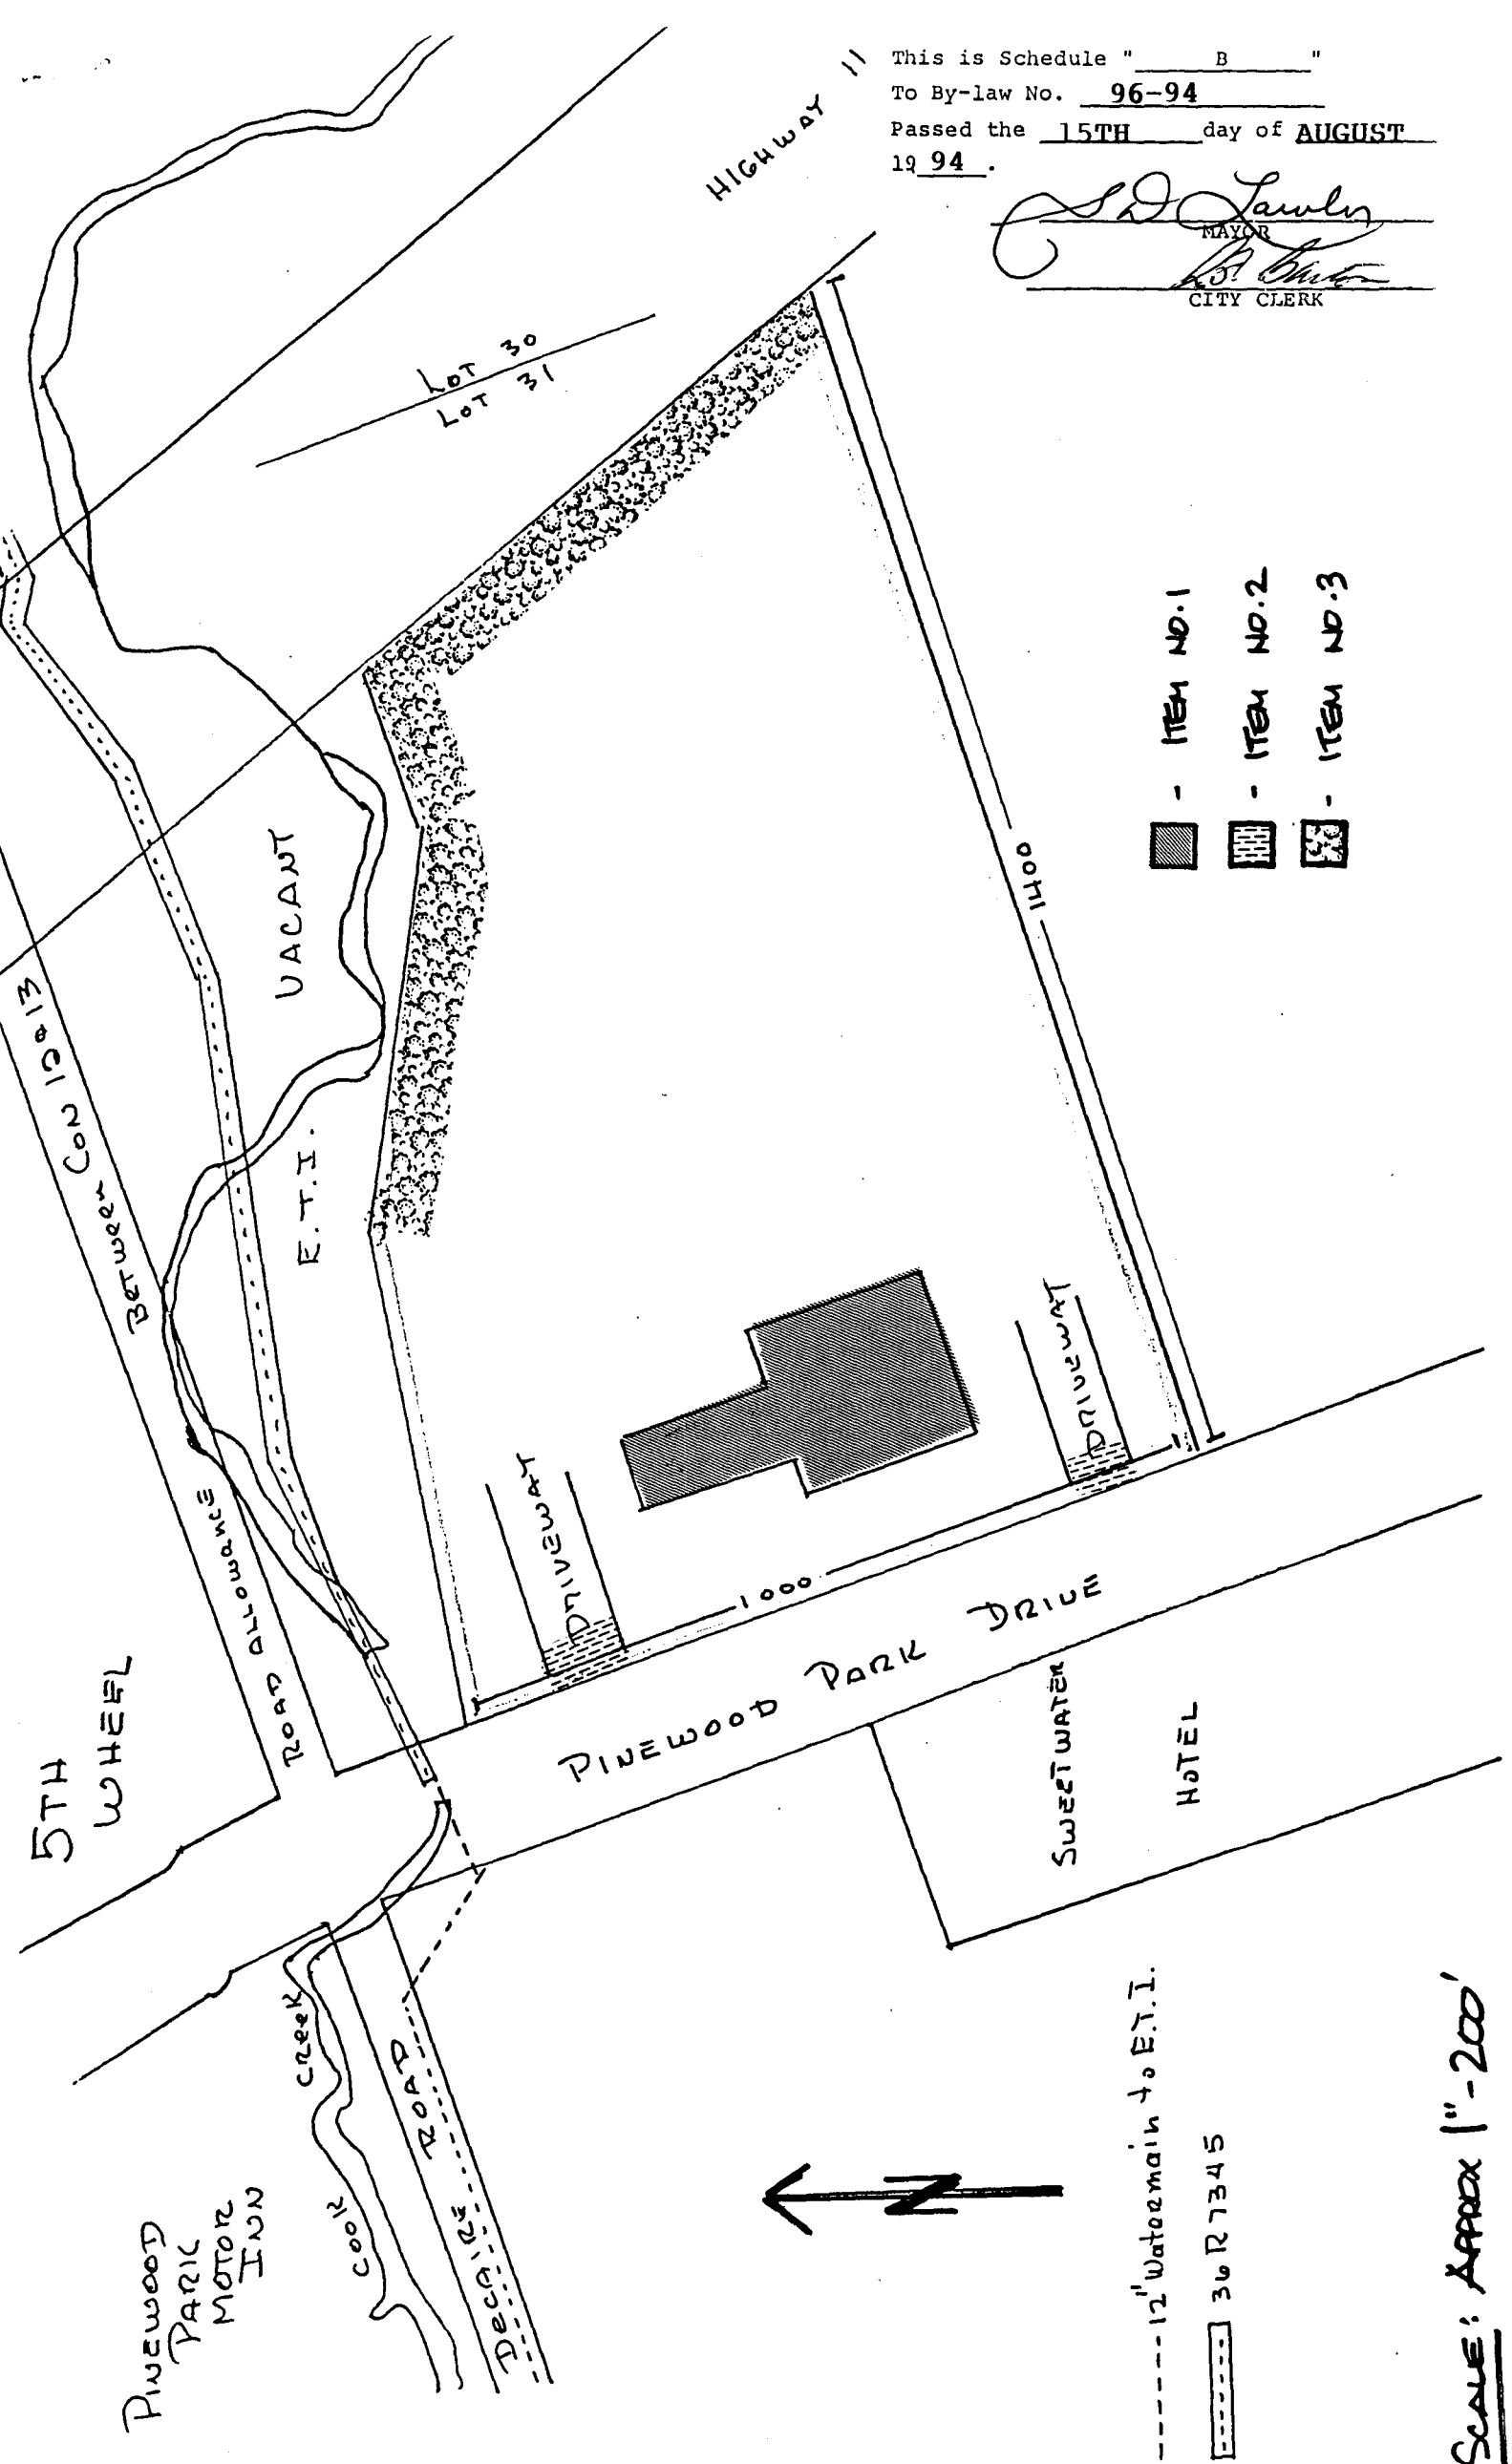 This is Schedule " B "
To By-law No. 96-94
Passed the 15TH day of AUGUST
19 94 .
MAYOR
CITY CLERK
HIGHWAY 11
LOT 30
LOT 31
VACANT
E.T.I.
ROAD ALLOWANCE BETWEEN CON 12 & 13
5TH
WHEEL
1400
- ITEM NO.1
- ITEM NO.2
- ITEM NO.3
DRIVEWAY
DRIVEWAY
1000
PINEWOOD PARK DRIVE
SWEETWATER
HOTEL
PINEWOOD
PARK
MOTOR
INN
COOK CREEK
DECAIRE ROAD
N
12" Watermain to E.T.I.
36R7345
SCALE: APPROX 1"-200'